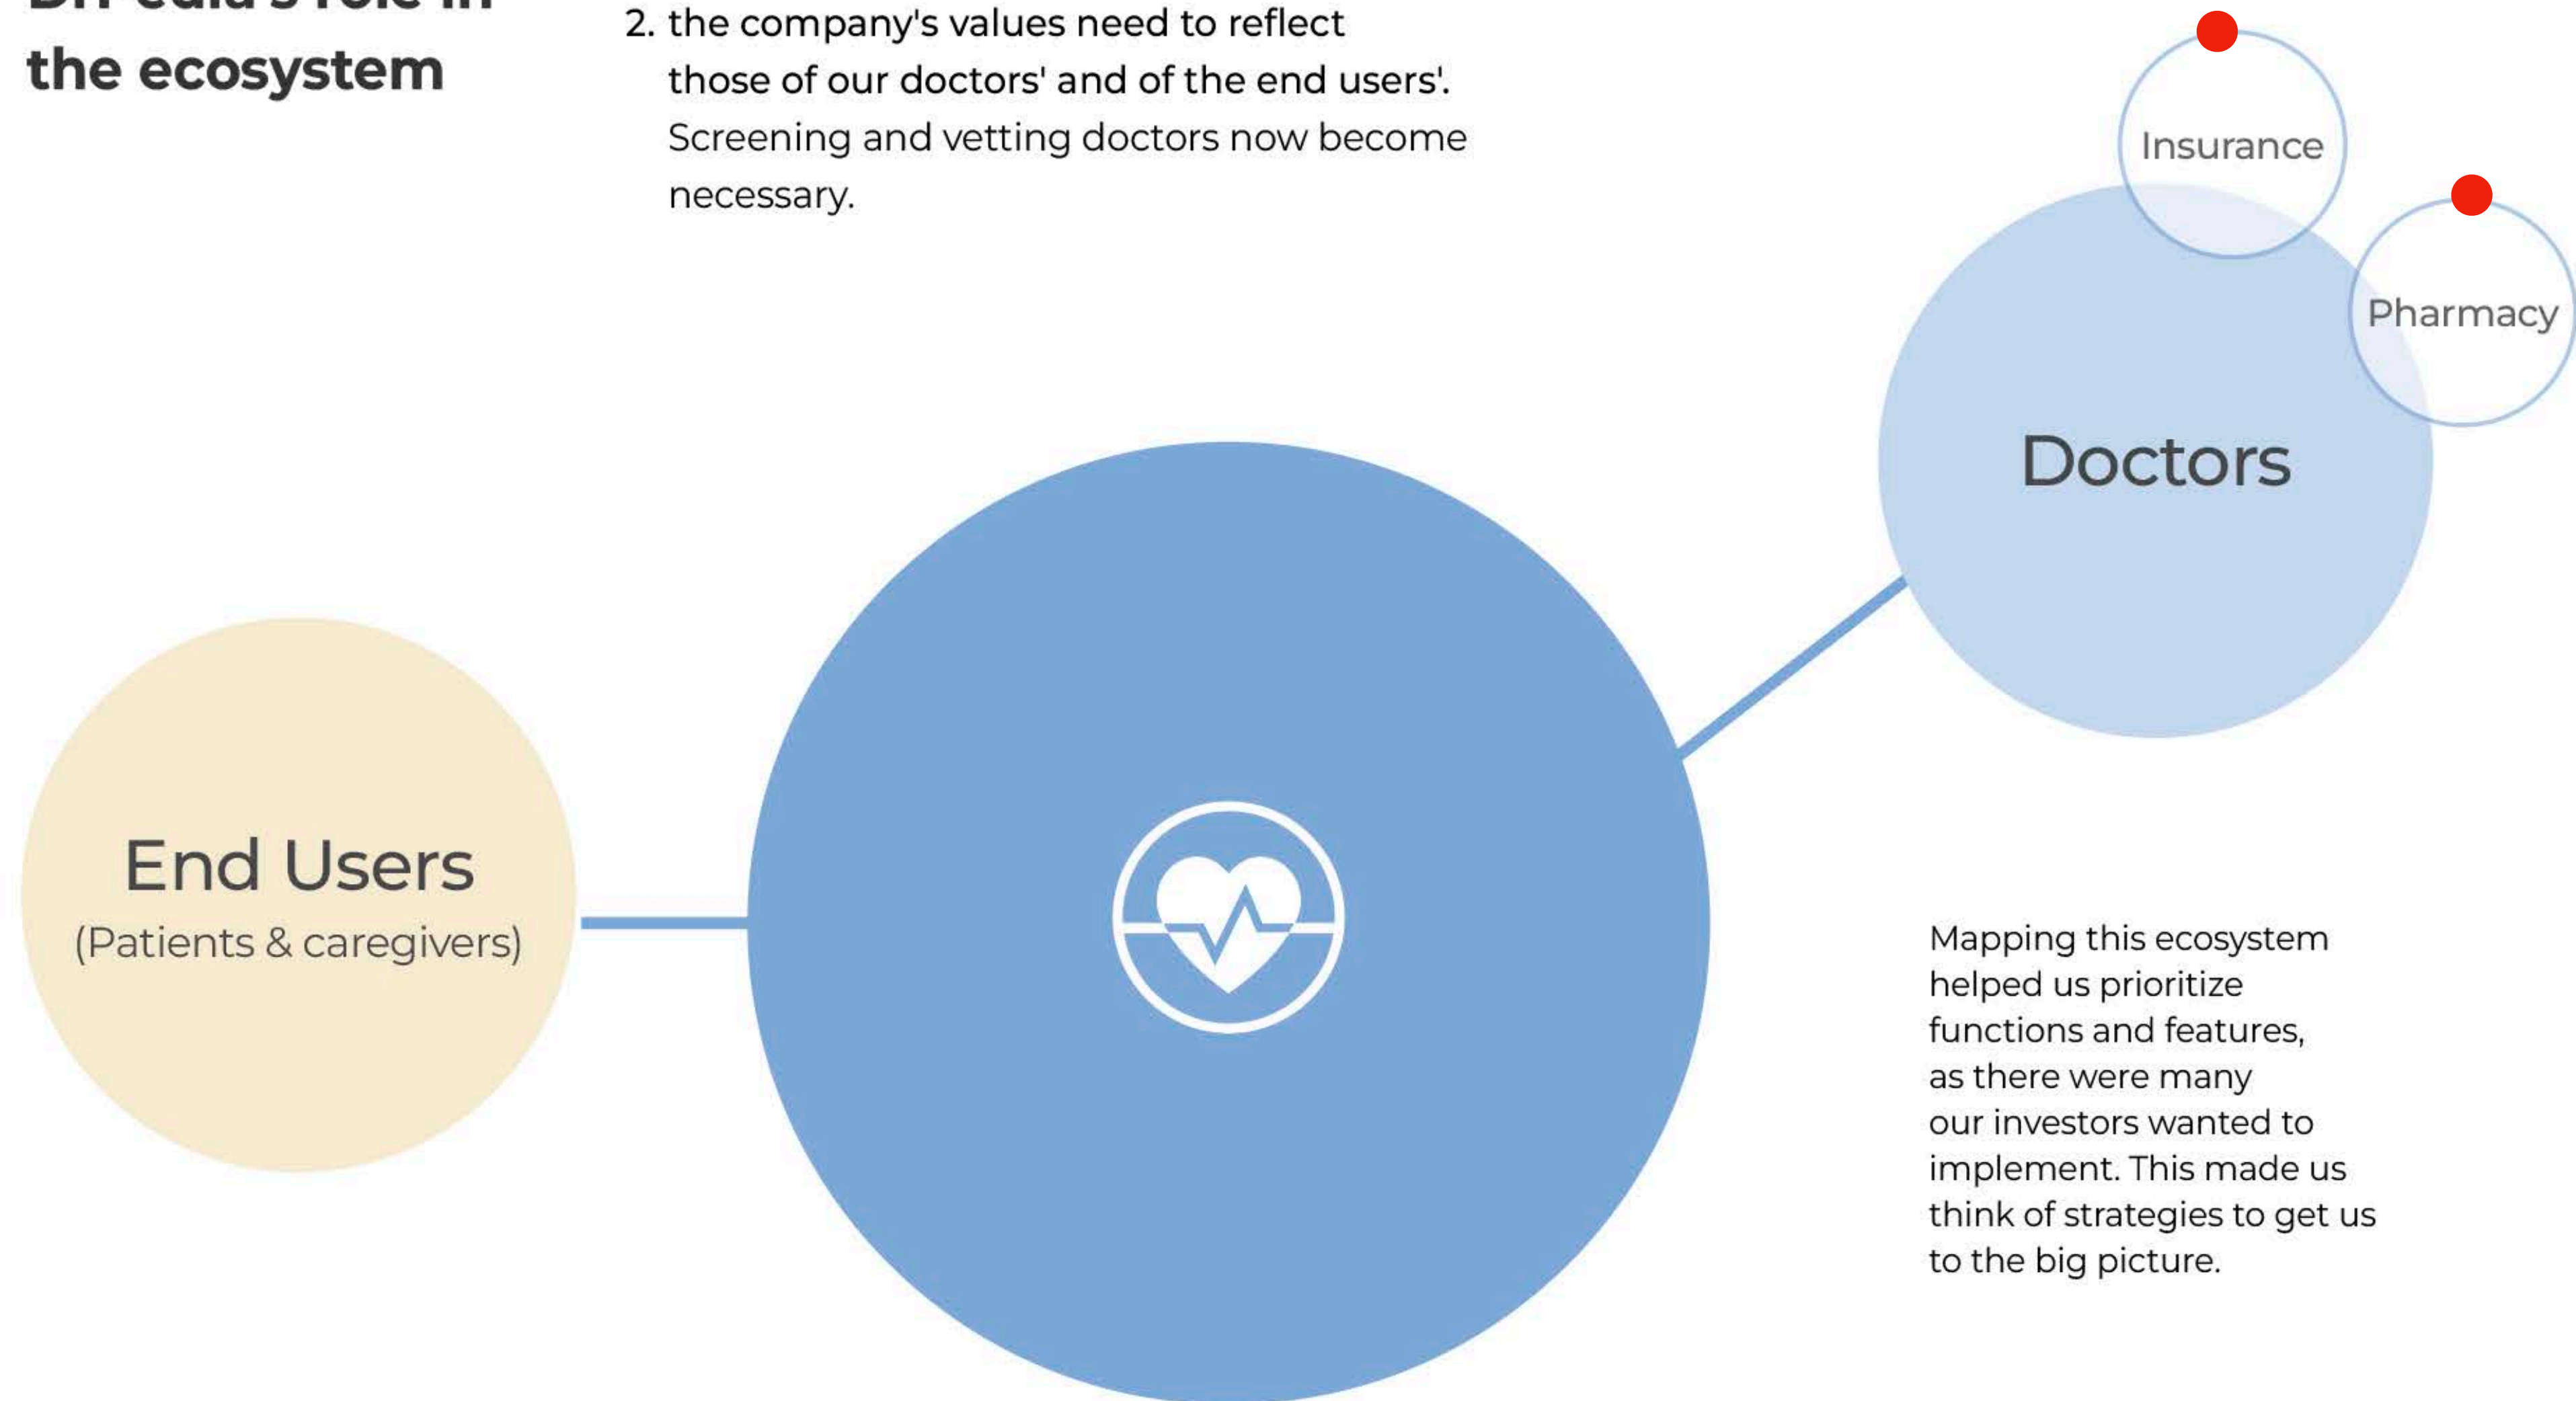 the ecosystem
2. the company's values need to reflect
those of our doctors' and of the end users'.
Screening and vetting doctors now become
necessary.
Insurance
Pharmacy
Doctors
End Users
(Patients & caregivers)
Mapping this ecosystem
helped us prioritize
functions and features,
as there were many
our investors wanted to
implement. This made us
think of strategies to get us
to the big picture.